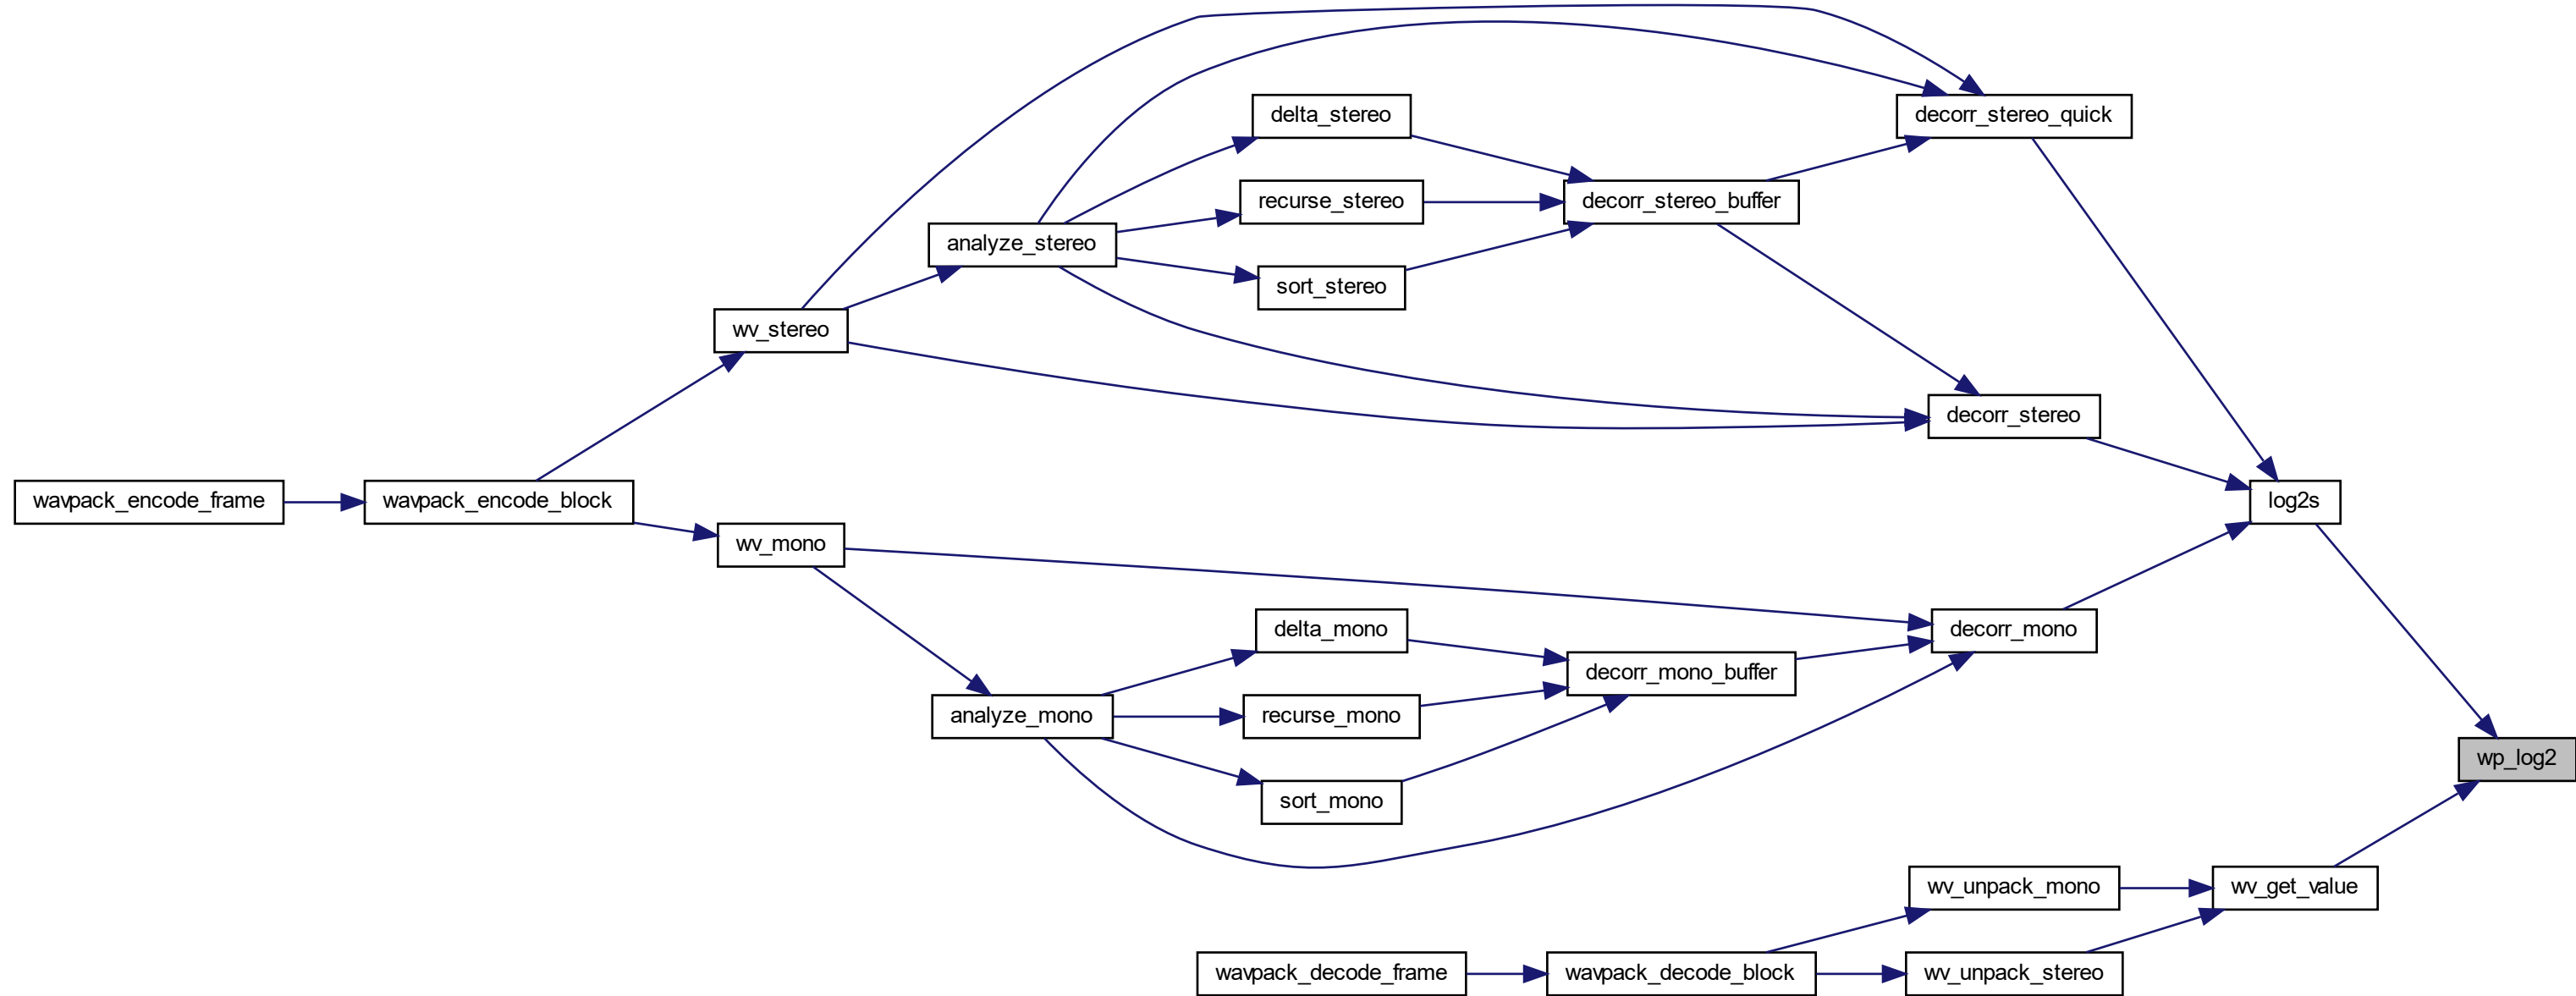 delta_stereo
decorr_stereo_quick
recurse_stereo
decorr_stereo_buffer
analyze_stereo
sort_stereo
wv_stereo
decorr_stereo
wavpack_encode_frame
wavpack_encode_block
log2s
wv_mono
delta_mono
decorr_mono
decorr_mono_buffer
analyze_mono
recurse_mono
wp_log2
sort_mono
wv_unpack_mono
wv_get_value
wavpack_decode_frame
wavpack_decode_block
wv_unpack_stereo